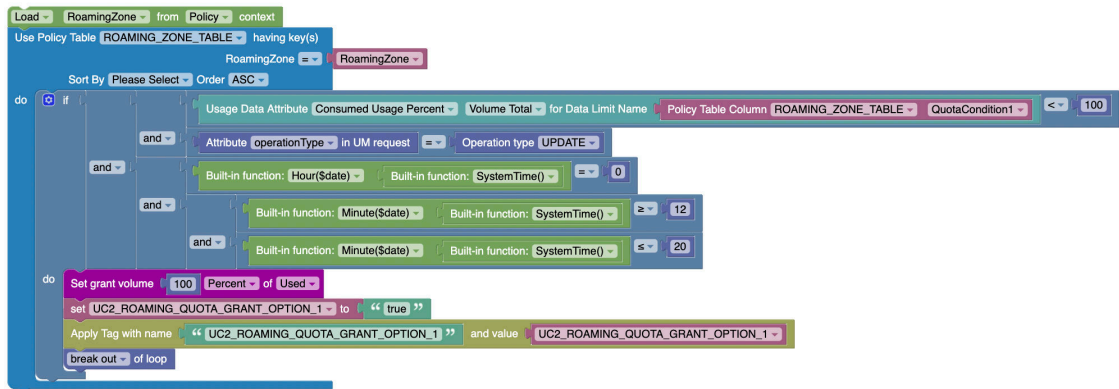 Load RoamingZone from Policy context
Use Policy Table ROAMING_ZONE_TABLE having key(s)
RoamingZone = RoamingZone
Sort By Please Select Order ASC
do if
Usage Data Attribute Consumed Usage Percent Volume Total for Data Limit Name Policy Table Column ROAMING_ZONE_TABLE QuotaCondition1 < 100
and Attribute operationType in UM request = Operation type UPDATE
and
Built-in function: Hour($date) Built-in function: SystemTime() = 0
and
Built-in function: Minute($date) Built-in function: SystemTime() ≥ 12
and
Built-in function: Minute($date) Built-in function: SystemTime() ≤ 20
do Set grant volume 100 Percent of Used
set UC2_ROAMING_QUOTA_GRANT_OPTION_1 to “ true ”
Apply Tag with name “ UC2_ROAMING_QUOTA_GRANT_OPTION_1 ” and value UC2_ROAMING_QUOTA_GRANT_OPTION_1
break out of loop